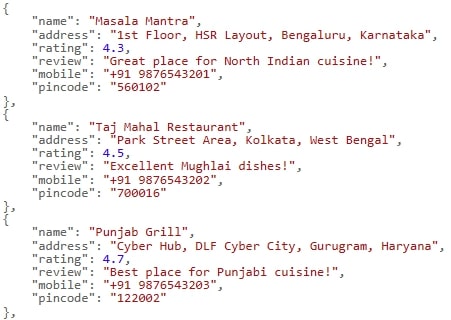 {
"name": "Masala Mantra",
"address": "1st Floor, HSR Layout, Bengaluru, Karnataka",
"rating": 4.3,
"review": "Great place for North Indian cuisine!",
"mobile": "+91 9876543201",
"pincode": "560102"
},
{
"name": "Taj Mahal Restaurant",
"address": "Park Street Area, Kolkata, West Bengal",
"rating": 4.5,
"review": "Excellent Mughlai dishes!",
"mobile": "+91 9876543202",
"pincode": "700016"
},
{
"name": "Punjab Grill",
"address": "Cyber Hub, DLF Cyber City, Gurugram, Haryana",
"rating": 4.7,
"review": "Best place for Punjabi cuisine!",
"mobile": "+91 9876543203",
"pincode": "122002"
},